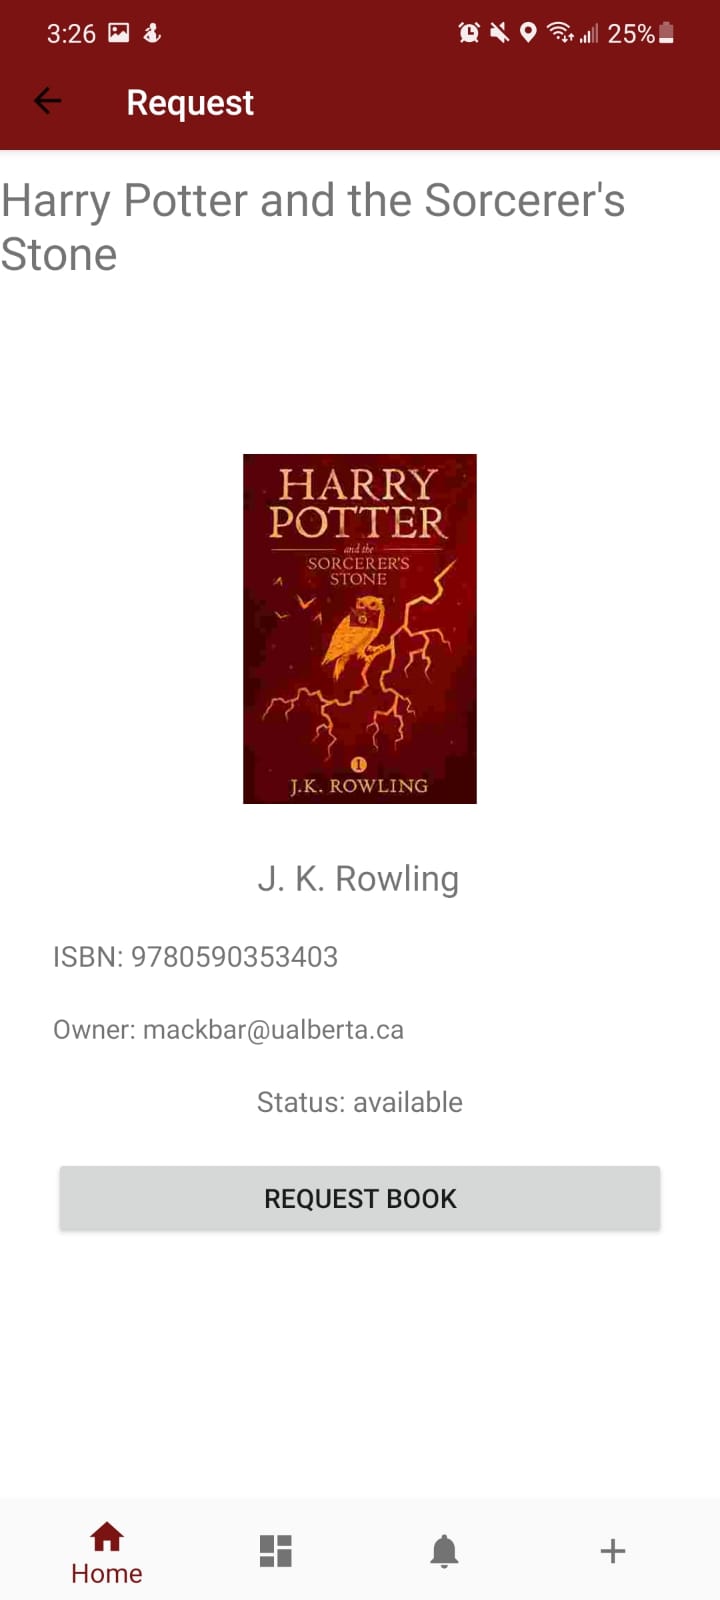 3:26
25%
Request
Harry Potter and the Sorcerer's
Stone
HARRY
POTTER
and the
SORCERER'S
STONE
1
J.K. ROWLING
J. K. Rowling
ISBN: 9780590353403
Owner: mackbar@ualberta.ca
Status: available
REQUEST BOOK
Home